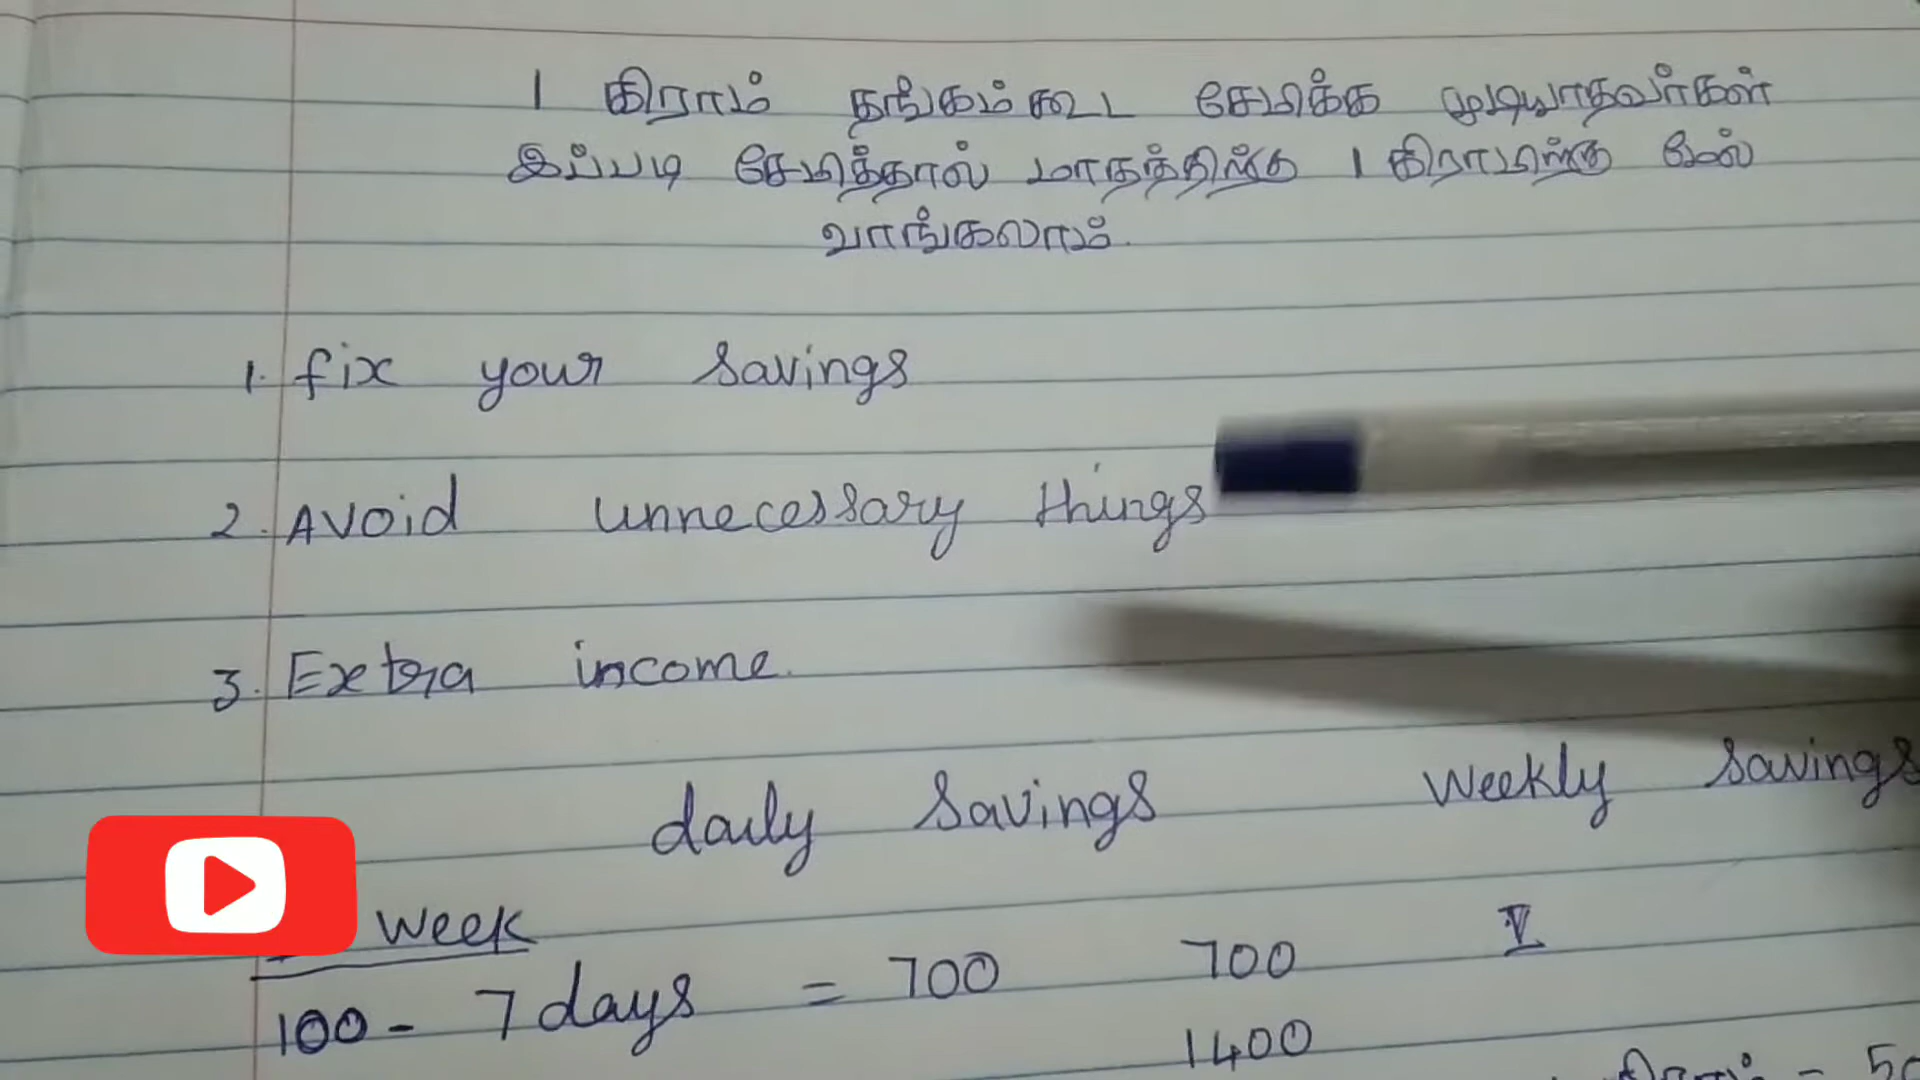 1 கிராம் தங்கம் கூட சேமிக்க முடியாதவர்கள்
இப்படி சேமித்தால் மாதத்திற்கு 1 கிராமிற்கு மேல்
வாங்கலாம்.
1. fix your savings
2. Avoid unnecessary things
3. Extra income.
daily savings weekly savings
week
100 - 7 days = 700 700 V
1400
கிராம் -